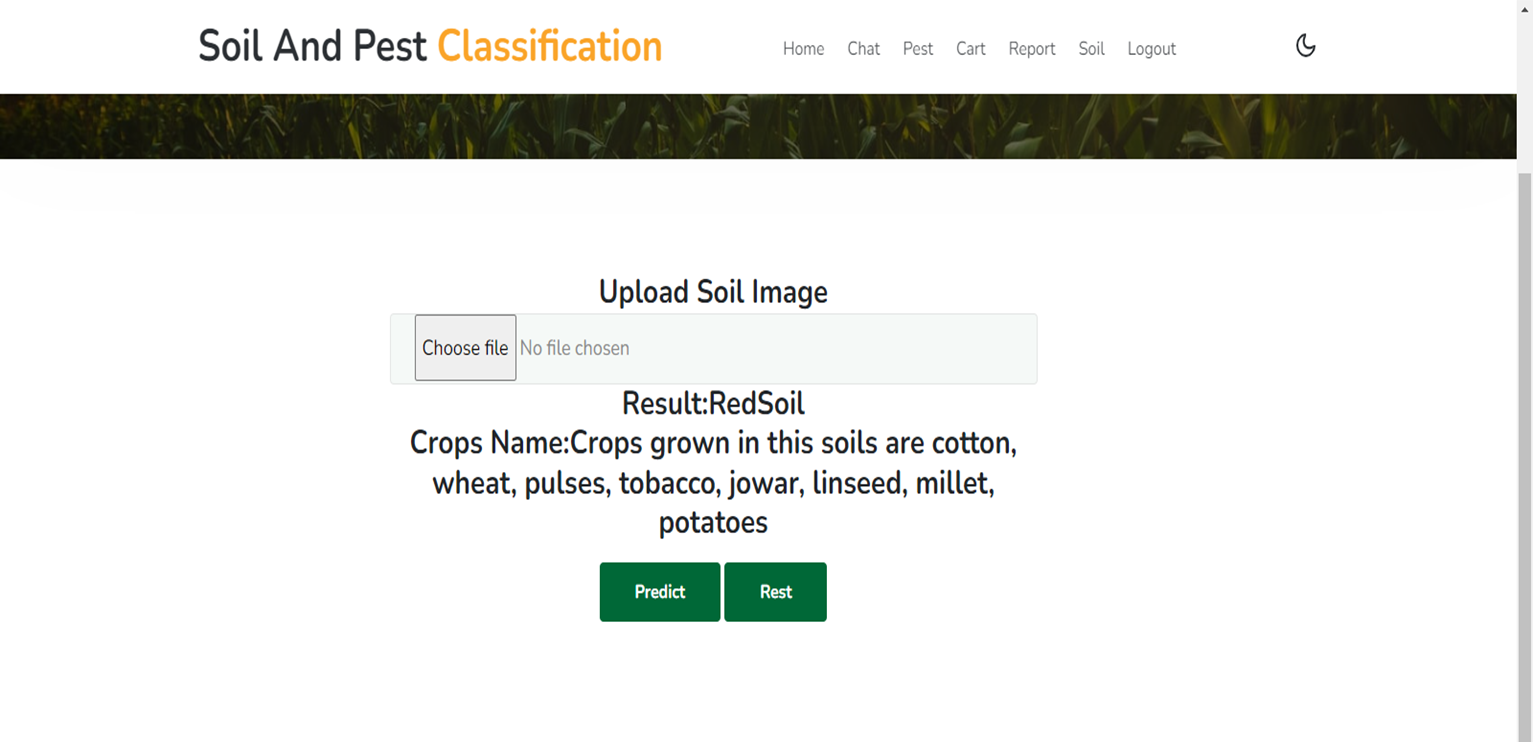 Soil And Pest Classification
Home Chat Pest Cart Report Soil Logout
Upload Soil Image
Choose file No file chosen
Result:RedSoil
Crops Name:Crops grown in this soils are cotton,
wheat, pulses, tobacco, jowar, linseed, millet,
potatoes
Predict Rest